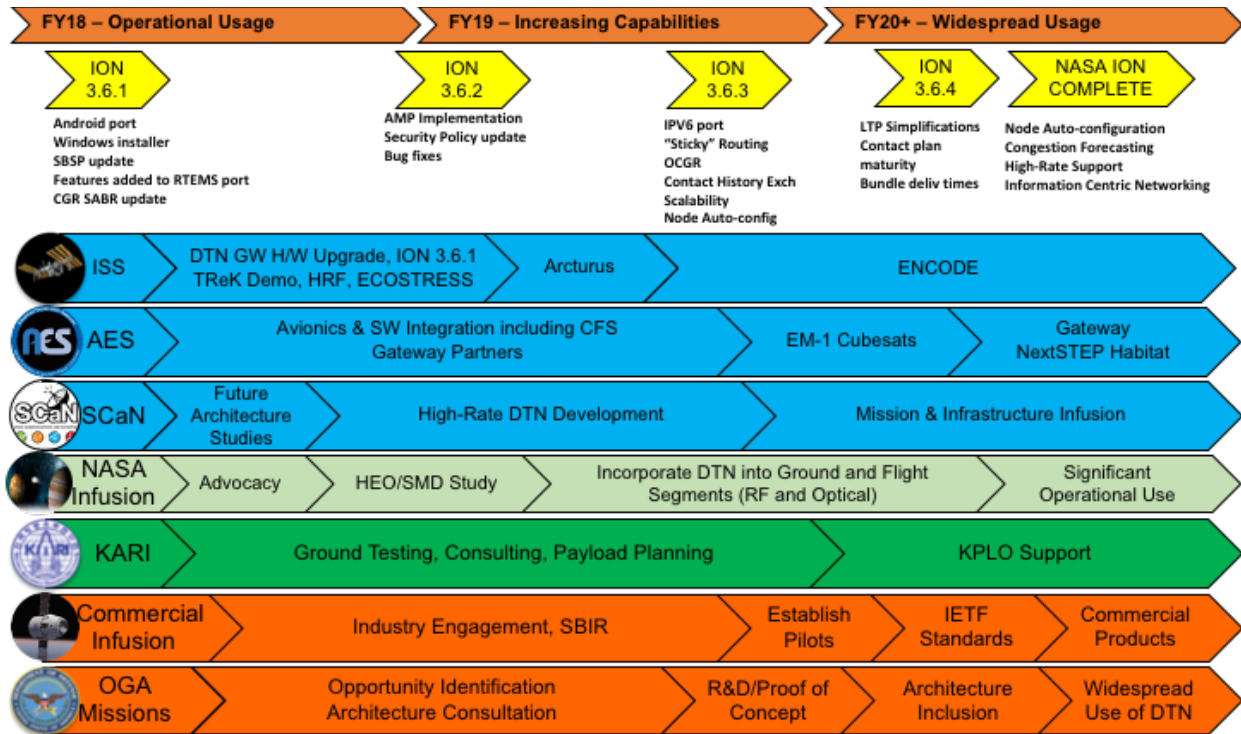 FY18 – Operational Usage
FY19 – Increasing Capabilities
FY20+ – Widespread Usage
ION
3.6.1
ION
3.6.2
ION
3.6.3
ION
3.6.4
NASA ION
COMPLETE
Android port
Windows installer
SBSP update
Features added to RTEMS port
CGR SABR update
AMP Implementation
Security Policy update
Bug fixes
IPV6 port
“Sticky” Routing
OCGR
Contact History Exch
Scalability
Node Auto-config
LTP Simplifications
Contact plan
maturity
Bundle deliv times
Node Auto-configuration
Congestion Forecasting
High-Rate Support
Information Centric Networking
ISS
DTN GW H/W Upgrade, ION 3.6.1
TReK Demo, HRF, ECOSTRESS
Arcturus
ENCODE
AES
AES
Avionics & SW Integration including CFS
Gateway Partners
EM-1 Cubesats
Gateway
NextSTEP Habitat
SCaN
SCaN
Future
Architecture
Studies
High-Rate DTN Development
Mission & Infrastructure Infusion
NASA
Infusion
Advocacy
HEO/SMD Study
Incorporate DTN into Ground and Flight
Segments (RF and Optical)
Significant
Operational Use
KARI
KARI
Ground Testing, Consulting, Payload Planning
KPLO Support
Commercial
Infusion
Industry Engagement, SBIR
Establish
Pilots
IETF
Standards
Commercial
Products
OGA
Missions
Opportunity Identification
Architecture Consultation
R&D/Proof of
Concept
Architecture
Inclusion
Widespread
Use of DTN